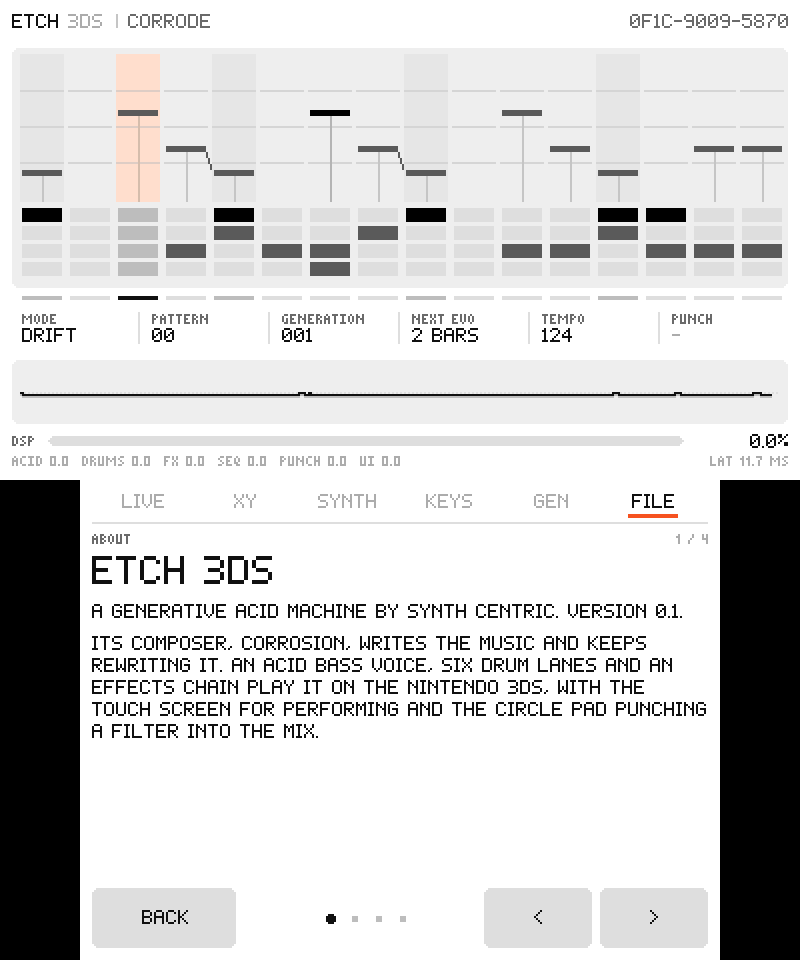 ETCH 3DS | CORRODE
0F1C-9009-5870
MODE
DRIFT
PATTERN
00
GENERATION
001
NEXT EVO
2 BARS
TEMPO
124
PUNCH
-
DSP
0.0%
ACID 0.0 DRUMS 0.0 FX 0.0 SEQ 0.0 PUNCH 0.0 UI 0.0
LAT 11.7 MS
LIVE
XY
SYNTH
KEYS
GEN
FILE
ABOUT
1 / 4
ETCH 3DS
A GENERATIVE ACID MACHINE BY SYNTH CENTRIC. VERSION 0.1.
ITS COMPOSER, CORROSION, WRITES THE MUSIC AND KEEPS
REWRITING IT. AN ACID BASS VOICE, SIX DRUM LANES AND AN
EFFECTS CHAIN PLAY IT ON THE NINTENDO 3DS, WITH THE
TOUCH SCREEN FOR PERFORMING AND THE CIRCLE PAD PUNCHING
A FILTER INTO THE MIX.
BACK
<
>